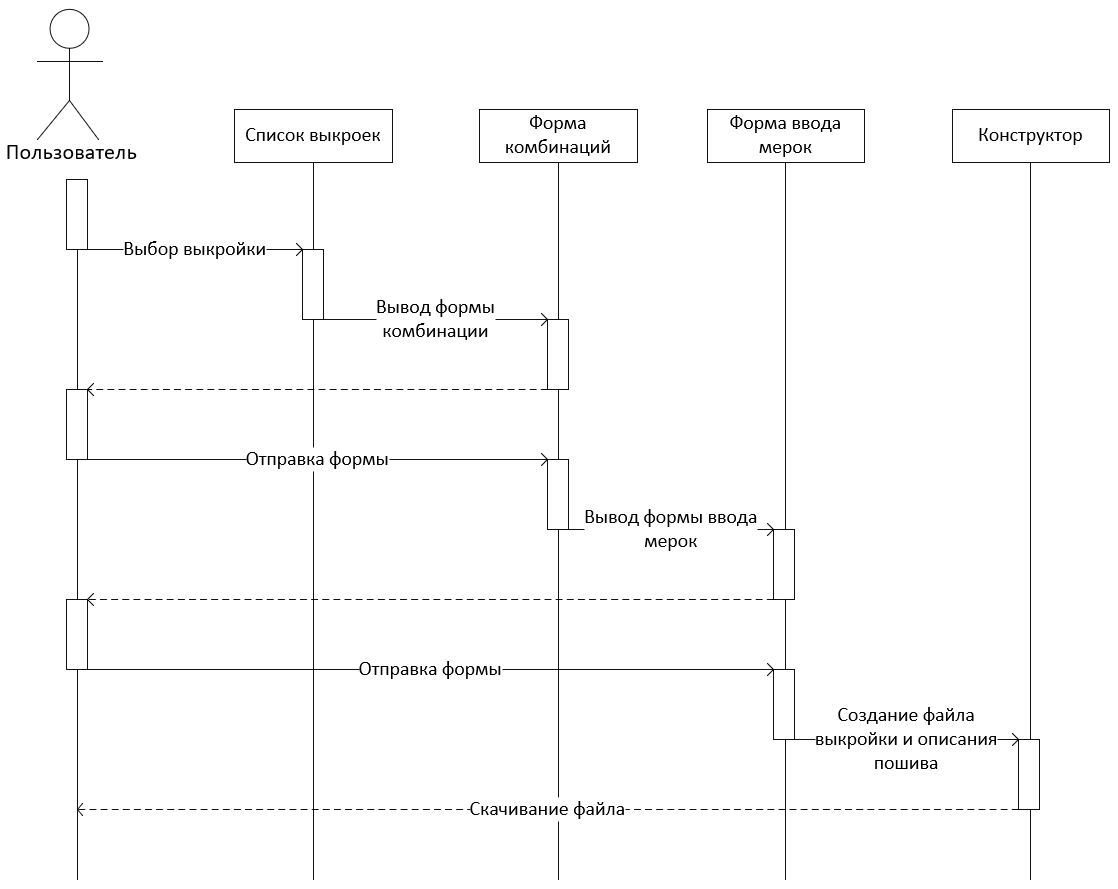 Пользователь
Список выкроек
Форма
комбинаций
Форма ввода
мерок
Конструктор
Выбор выкройки
Вывод формы
комбинации
Отправка формы
Вывод формы ввода
мерок
Отправка формы
Создание файла
выкройки и описания
пошива
Скачивание файла